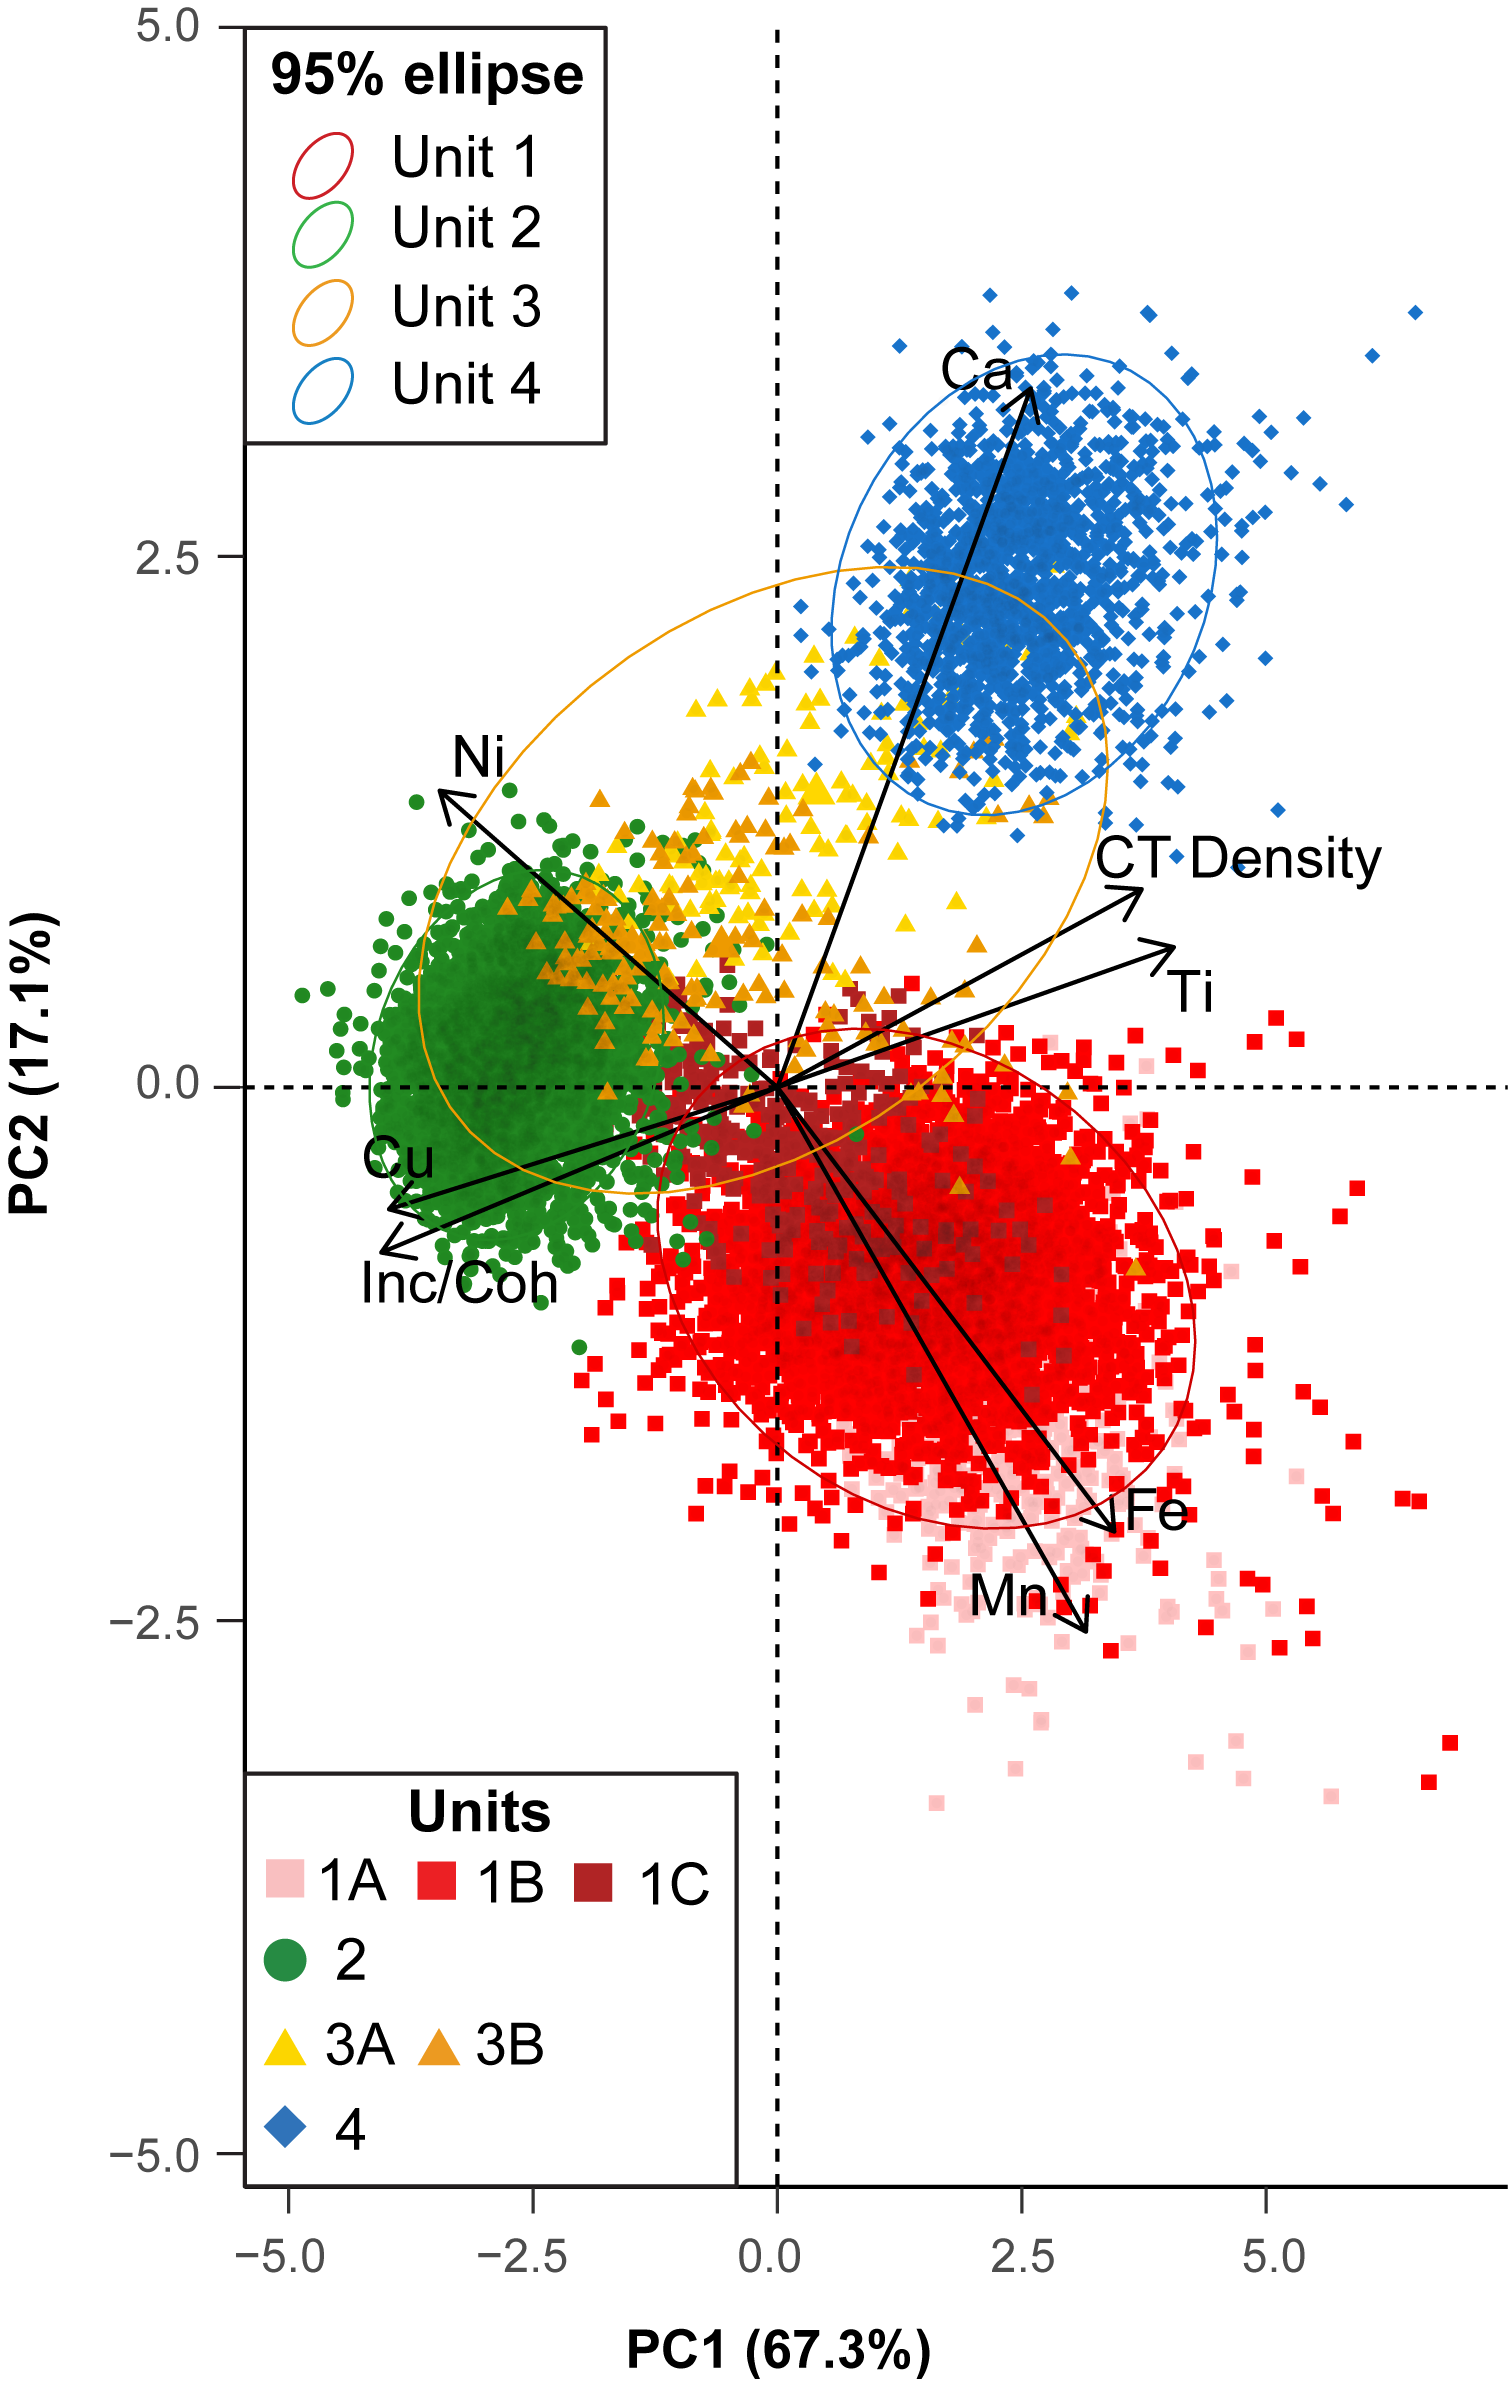 5.0
95% ellipse
Unit 1
Unit 2
Unit 3
Unit 4
Ca
2.5
Ni
CT Density
Ti
PC2 (17.1%)
0.0
Cu
Inc/Coh
Fe
Mn
−2.5
Units
1A 1B 1C
2
3A 3B
4
−5.0
−5.0 −2.5 0.0 2.5 5.0
PC1 (67.3%)